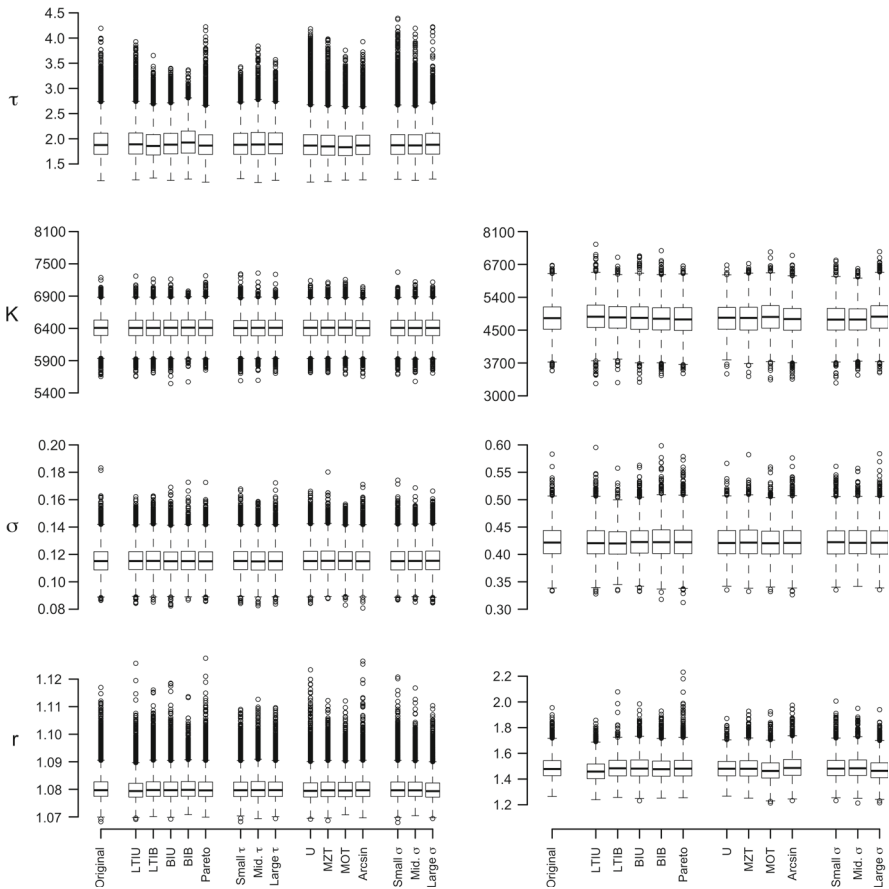 4.5
4.0
3.5
3.0
2.5
2.0
1.5
τ
8100
7500
6900
6400
5900
5400
K
8100
6700
5400
4500
3700
3000
0.20
0.18
0.16
0.14
0.12
0.10
0.08
σ
0.60
0.55
0.50
0.45
0.40
0.35
0.30
1.12
1.11
1.10
1.09
1.08
1.07
r
2.2
2.0
1.8
1.6
1.4
1.2
Original
LTIU
LTIB
BIU
BIB
Pareto
Small τ
Mid. τ
Large τ
U
MZT
MOT
Arcsin
Small σ
Mid. σ
Large σ
Original
LTIU
LTIB
BIU
BIB
Pareto
U
MZT
MOT
Arcsin
Small σ
Mid. σ
Large σ